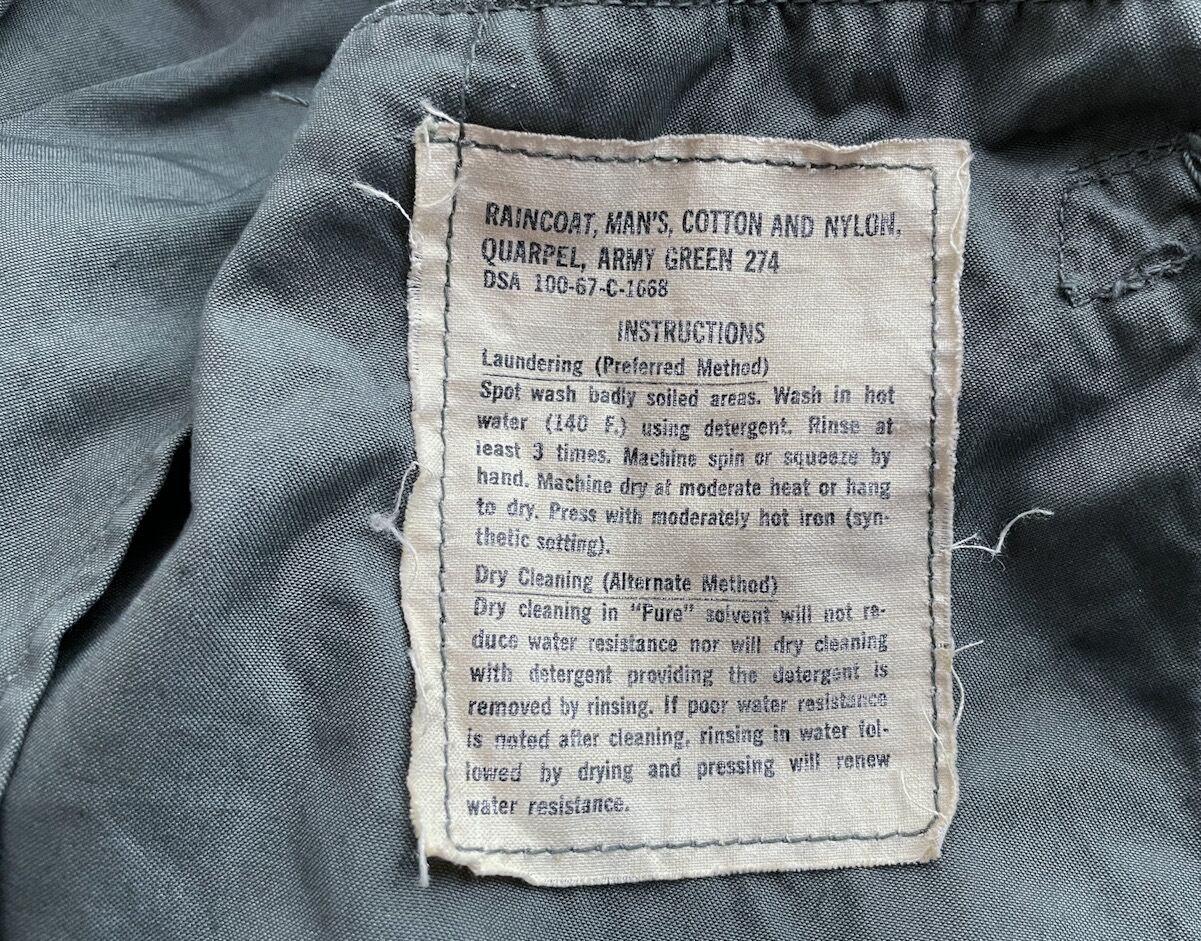 RAINCOAT, MAN'S, COTTON AND NYLON,
QUARPEL, ARMY GREEN 274
DSA 100-67-C-1668
INSTRUCTIONS
Laundering (Preferred Method)
Spot wash badly soiled areas. Wash in hot
water (140 F.) using detergent. Rinse at
least 3 times. Machine spin or squeeze by
hand. Machine dry at moderate heat or hang
to dry. Press with moderately hot iron (syn-
thetic setting).
Dry Cleaning (Alternate Method)
Dry cleaning in "Pure" solvent will not re-
duce water resistance nor will dry cleaning
with detergent providing the detergent is
removed by rinsing. If poor water resistance
is noted after cleaning, rinsing in water fol-
lowed by drying and pressing will renew
water resistance.